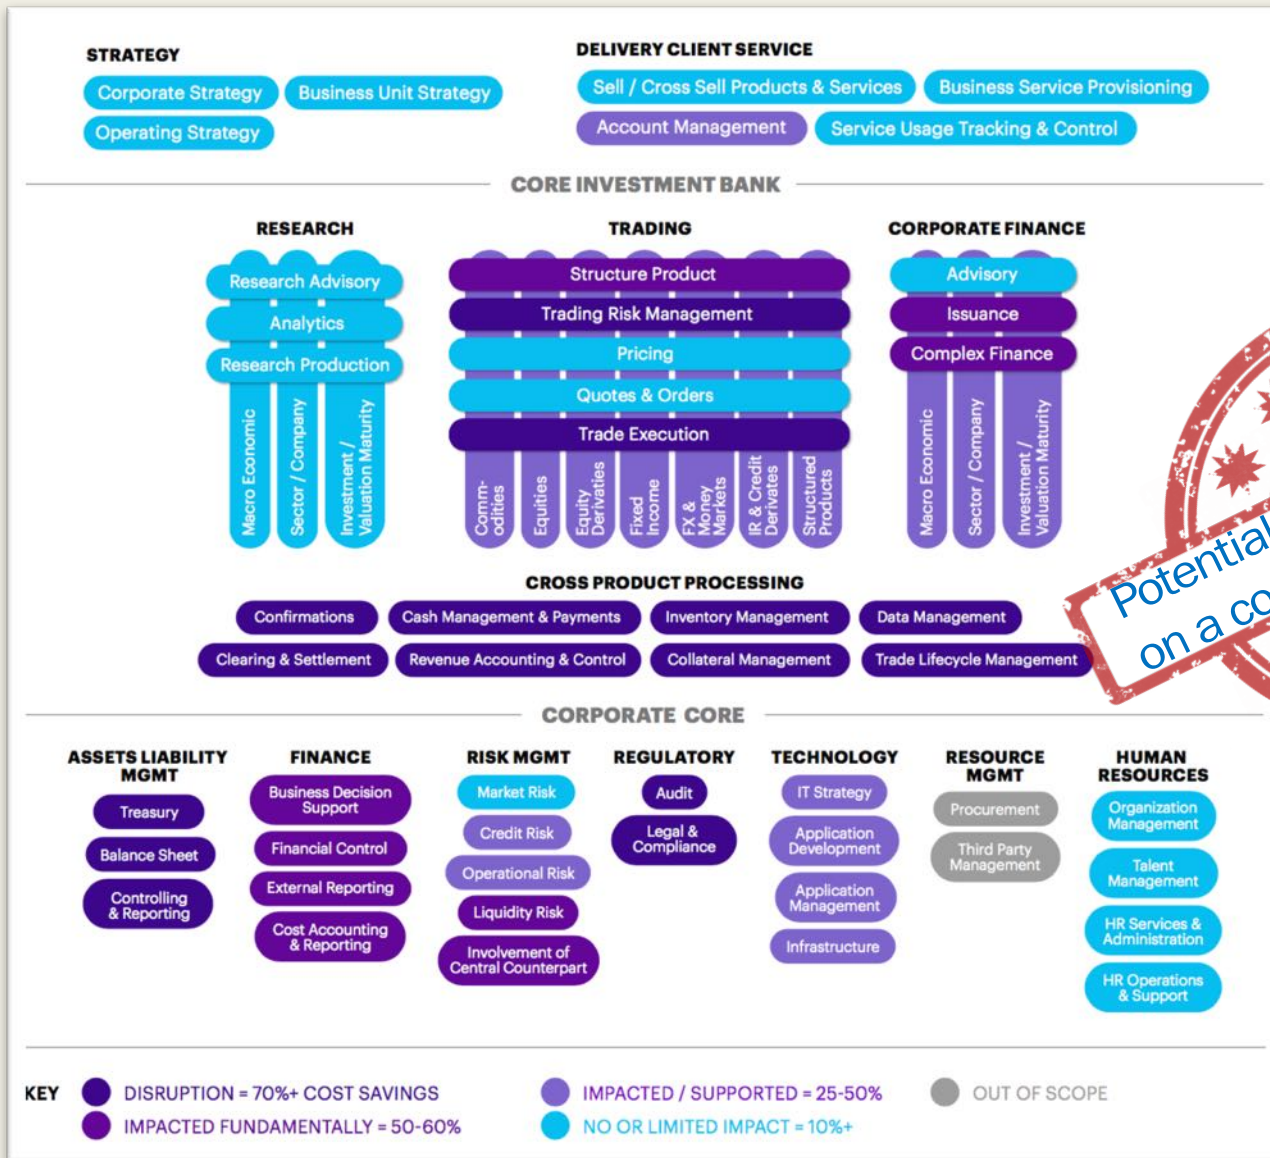 STRATEGY
Corporate Strategy
Business Unit Strategy
Operating Strategy
DELIVERY CLIENT SERVICE
Sell / Cross Sell Products & Services
Business Service Provisioning
Account Management
Service Usage Tracking & Control
CORE INVESTMENT BANK
RESEARCH
Research Advisory
Analytics
Research Production
Macro Economic
Sector / Company
Investment /
Valuation Maturity
TRADING
Structure Product
Trading Risk Management
Pricing
Quotes & Orders
Trade Execution
Comm-
odities
Equities
Equity
Derivaties
Fixed
Income
FX &
Money
Markets
IR & Credit
Derivates
Structured
Products
CORPORATE FINANCE
Advisory
Issuance
Complex Finance
Macro Economic
Sector / Company
Investment /
Valuation Maturity
Potential
on a co
CROSS PRODUCT PROCESSING
Confirmations
Cash Management & Payments
Inventory Management
Data Management
Clearing & Settlement
Revenue Accounting & Control
Collateral Management
Trade Lifecycle Management
CORPORATE CORE
ASSETS LIABILITY
MGMT
Treasury
Balance Sheet
Controlling
& Reporting
FINANCE
Business Decision
Support
Financial Control
External Reporting
Cost Accounting
& Reporting
RISK MGMT
Market Risk
Credit Risk
Operational Risk
Liquidity Risk
Involvement of
Central Counterpart
REGULATORY
Audit
Legal &
Compliance
TECHNOLOGY
IT Strategy
Application
Development
Application
Management
Infrastructure
RESOURCE
MGMT
Procurement
Third Party
Management
HUMAN
RESOURCES
Organization
Management
Talent
Management
HR Services &
Administration
HR Operations
& Support
KEY
DISRUPTION = 70%+ COST SAVINGS
IMPACTED / SUPPORTED = 25-50%
OUT OF SCOPE
IMPACTED FUNDAMENTALLY = 50-60%
NO OR LIMITED IMPACT = 10%+